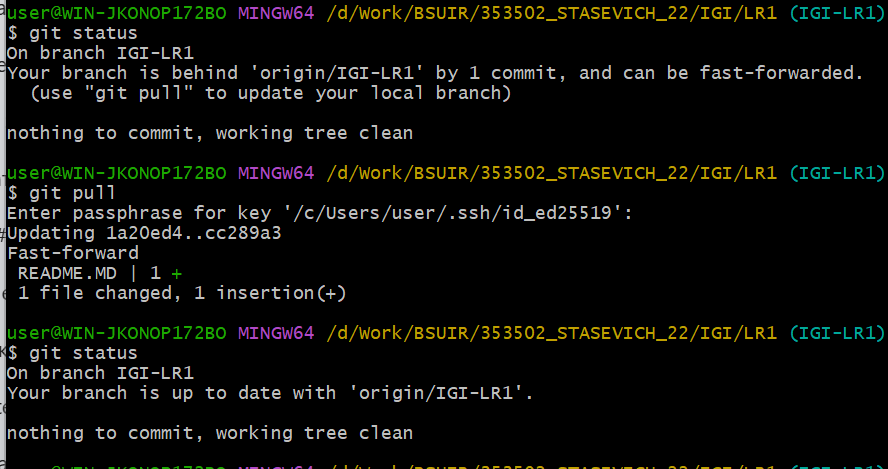 user@WIN-JKONOP172BO MINGW64 /d/Work/BSUIR/353502_STASEVICH_22/IGI/LR1 (IGI-LR1)
$ git status
On branch IGI-LR1
Your branch is behind 'origin/IGI-LR1' by 1 commit, and can be fast-forwarded.
  (use "git pull" to update your local branch)

nothing to commit, working tree clean

user@WIN-JKONOP172BO MINGW64 /d/Work/BSUIR/353502_STASEVICH_22/IGI/LR1 (IGI-LR1)
$ git pull
Enter passphrase for key '/c/Users/user/.ssh/id_ed25519':
Updating 1a20ed4..cc289a3
Fast-forward
 README.MD | 1 +
 1 file changed, 1 insertion(+)

user@WIN-JKONOP172BO MINGW64 /d/Work/BSUIR/353502_STASEVICH_22/IGI/LR1 (IGI-LR1)
$ git status
On branch IGI-LR1
Your branch is up to date with 'origin/IGI-LR1'.

nothing to commit, working tree clean